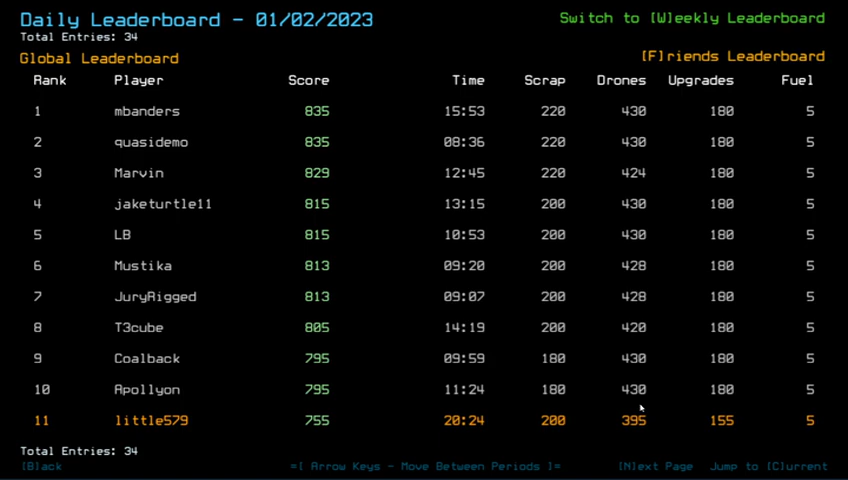 Daily Leaderboard - 01/02/2023 Switch to [W]eekly Leaderboard
Total Entries: 34
Global Leaderboard [F]riends Leaderboard
Rank Player Score Time Scrap Drones Upgrades Fuel
1 mbanders 835 15:53 220 430 180 5
2 quasidemo 835 08:36 220 430 180 5
3 Marvin 829 12:45 220 424 180 5
4 jaketurtle11 815 13:15 200 430 180 5
5 LB 815 10:53 200 430 180 5
6 Mustika 813 09:20 200 428 180 5
7 JuryRigged 813 09:07 200 428 180 5
8 T3cube 805 14:19 200 420 180 5
9 Coalback 795 09:59 180 430 180 5
10 Apollyon 795 11:24 180 430 180 5
11 little579 755 20:24 200 395 155 5
Total Entries: 34
[B]ack =[ Arrow Keys - Move Between Periods ]= [N]ext Page Jump to [C]urrent